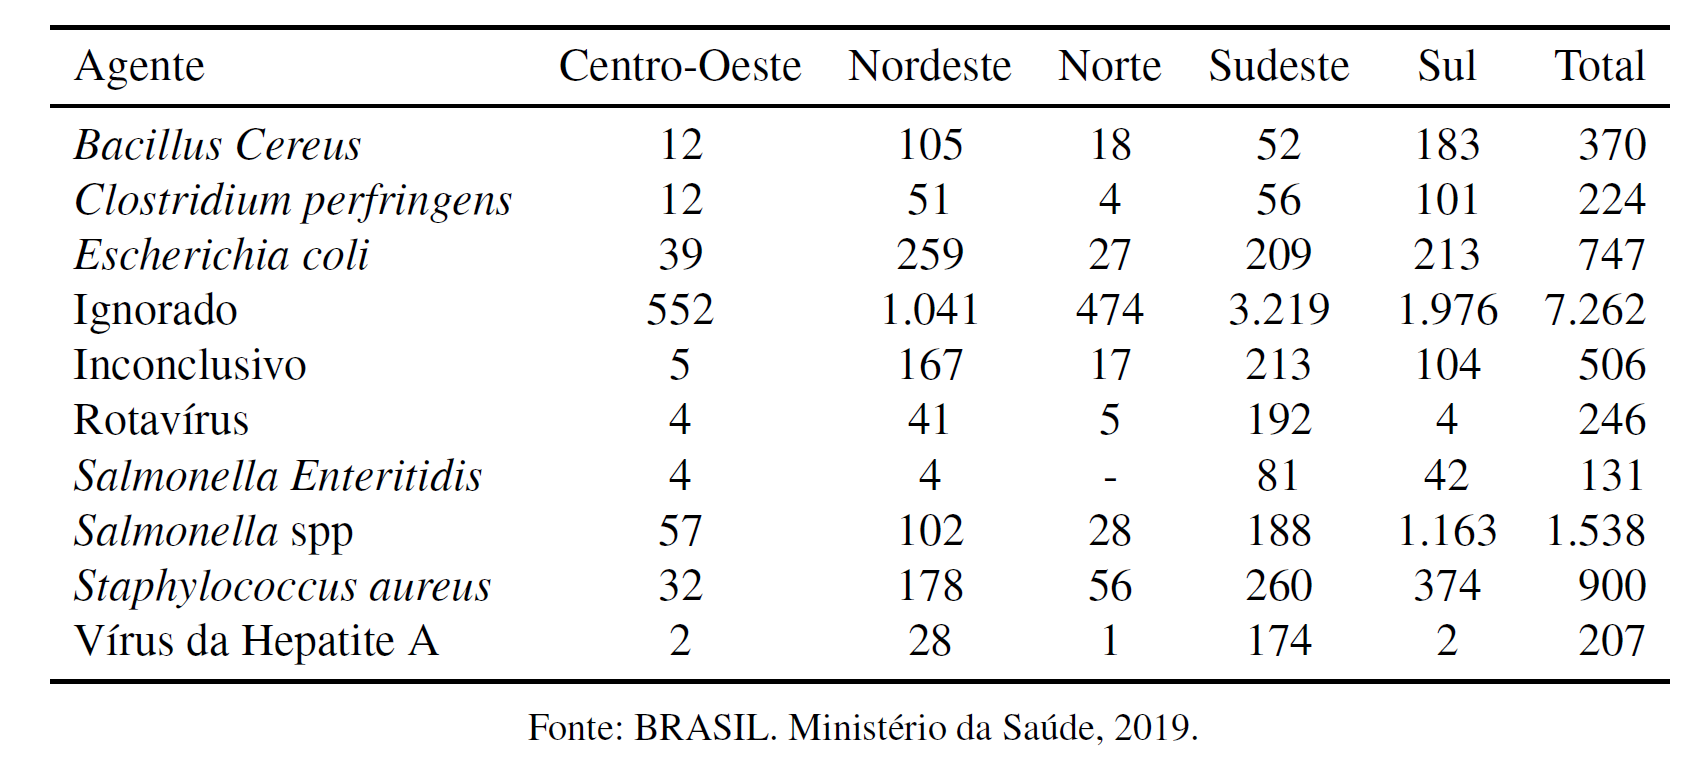 Agente Centro-Oeste Nordeste Norte Sudeste Sul Total
Bacillus Cereus 12 105 18 52 183 370
Clostridium perfringens 12 51 4 56 101 224
Escherichia coli 39 259 27 209 213 747
Ignorado 552 1.041 474 3.219 1.976 7.262
Inconclusivo 5 167 17 213 104 506
Rotavírus 4 41 5 192 4 246
Salmonella Enteritidis 4 4 - 81 42 131
Salmonella spp 57 102 28 188 1.163 1.538
Staphylococcus aureus 32 178 56 260 374 900
Vírus da Hepatite A 2 28 1 174 2 207
Fonte: BRASIL. Ministério da Saúde, 2019.